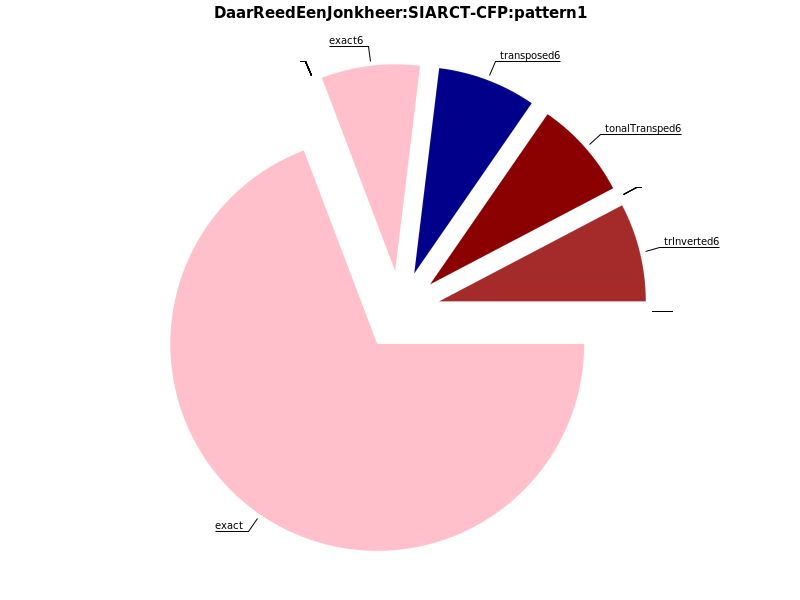 DaarReedEenJonkheer:SIARCT-CFP:pattern1
exact6
transposed6
tonalTransped6
trInverted6
exact